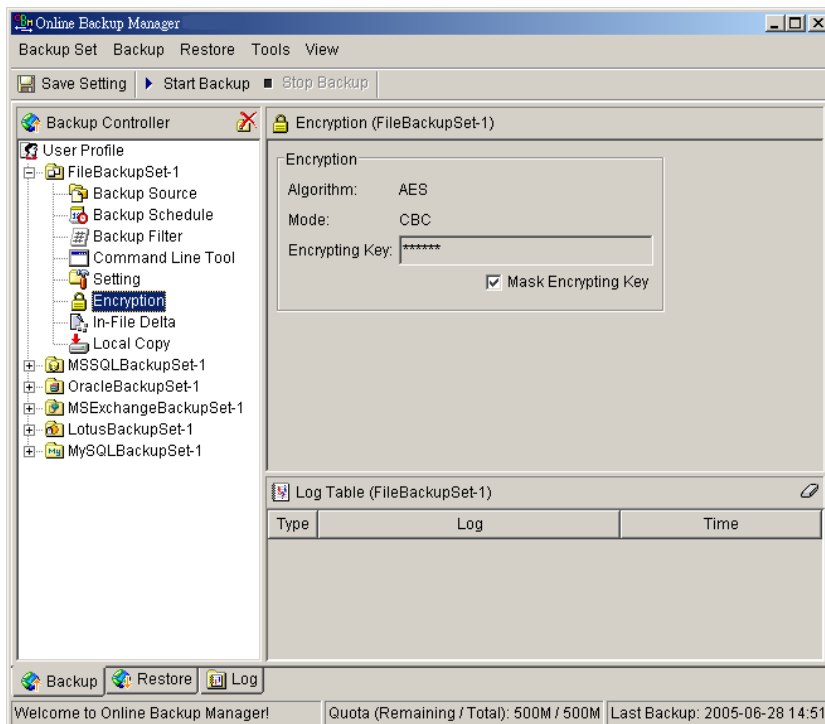 Online Backup Manager
Backup Set Backup Restore Tools View
Save Setting Start Backup Stop Backup
Backup Controller
User Profile
FileBackupSet-1
Backup Source
Backup Schedule
Backup Filter
Command Line Tool
Setting
Encryption
In-File Delta
Local Copy
MSSQLBackupSet-1
OracleBackupSet-1
MSExchangeBackupSet-1
LotusBackupSet-1
MySQLBackupSet-1
Encryption (FileBackupSet-1)
Encryption
Algorithm: AES
Mode: CBC
Encrypting Key: ******
Mask Encrypting Key
Log Table (FileBackupSet-1)
Type Log Time
Backup Restore Log
Welcome to Online Backup Manager! Quota (Remaining / Total): 500M / 500M Last Backup: 2005-06-28 14:51